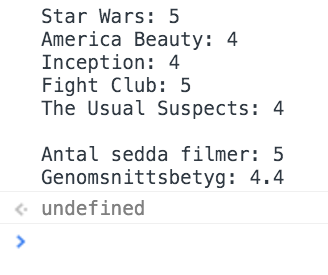 Star Wars: 5
America Beauty: 4
Inception: 4
Fight Club: 5
The Usual Suspects: 4
Antal sedda filmer: 5
Genomsnittsbetyg: 4.4
undefined